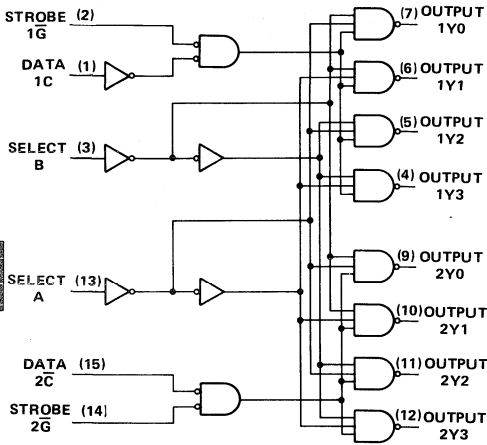 STROBE (2)
1G̅
DATA (1)
1C
SELECT (3)
B
SELECT (13)
A
DATA (15)
2C̅
STROBE (14)
2G̅
(7) OUTPUT
1Y0
(6) OUTPUT
1Y1
(5) OUTPUT
1Y2
(4) OUTPUT
1Y3
(9) OUTPUT
2Y0
(10) OUTPUT
2Y1
(11) OUTPUT
2Y2
(12) OUTPUT
2Y3